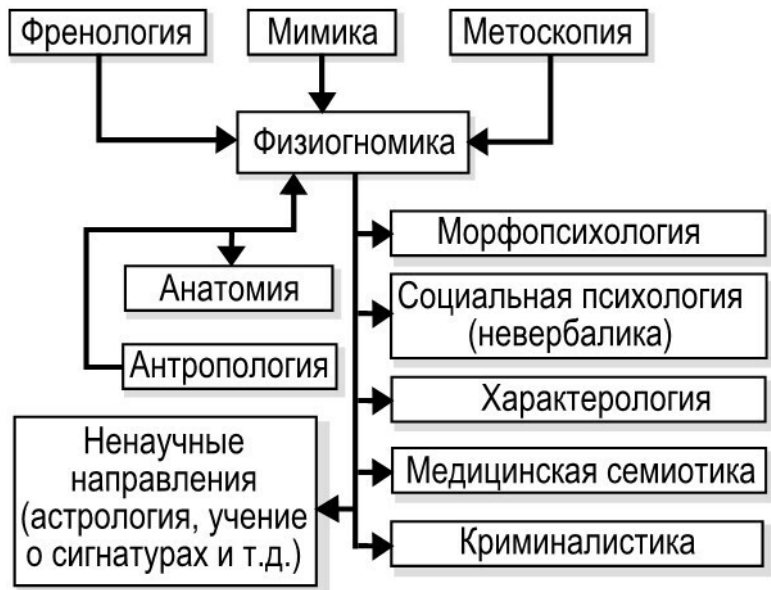 Френология
Мимика
Метоскопия
Физиогномика
Морфопсихология
Анатомия
Социальная психология
(невербалика)
Антропология
Характерология
Ненаучные
направления
(астрология, учение
о сигнатурах и т.д.)
Медицинская семиотика
Криминалистика